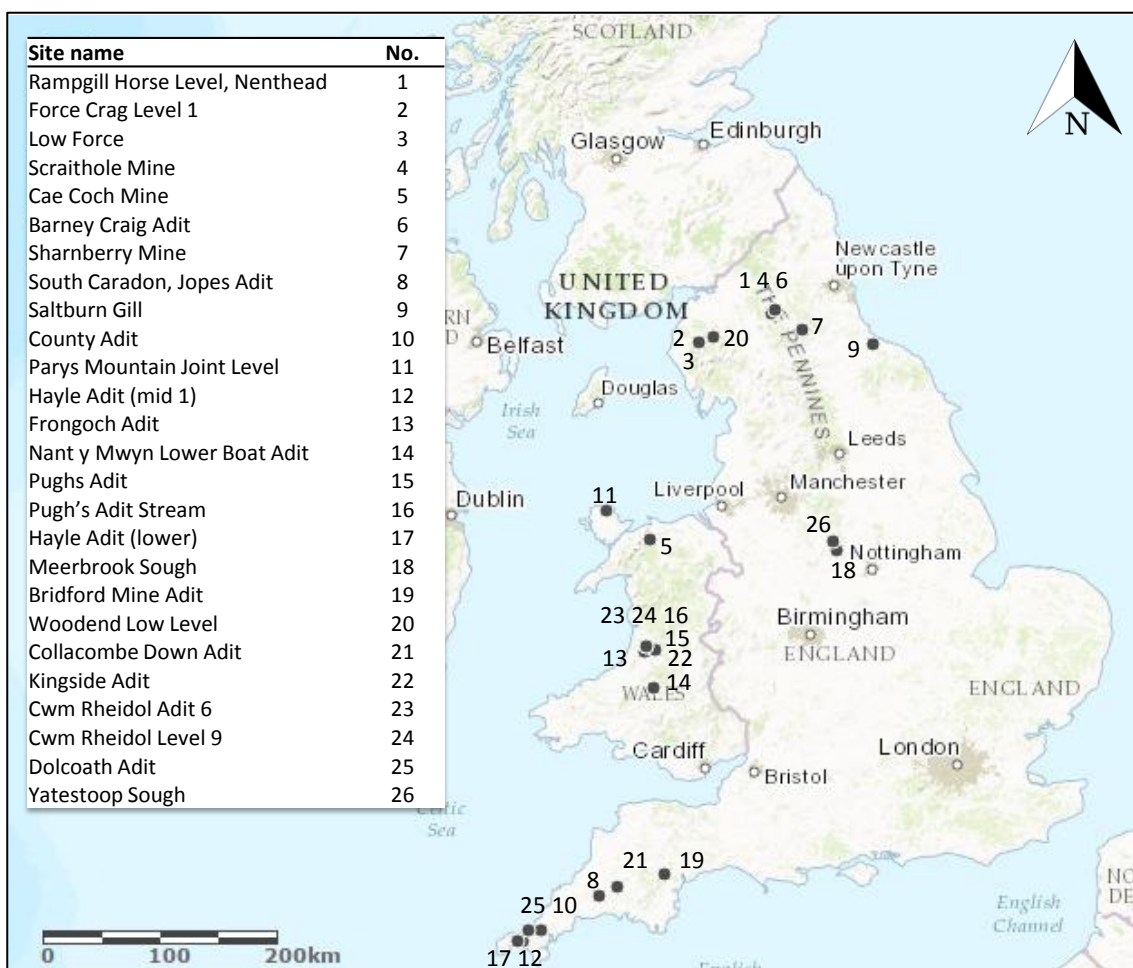 Site name No.
Rampgill Horse Level, Nenthead 1
Force Crag Level 1 2
Low Force 3
Scraithole Mine 4
Cae Coch Mine 5
Barney Craig Adit 6
Sharnberry Mine 7
South Caradon, Jopes Adit 8
Saltburn Gill 9
County Adit 10
Parys Mountain Joint Level 11
Hayle Adit (mid 1) 12
Frongoch Adit 13
Nant y Mwyn Lower Boat Adit 14
Pughs Adit 15
Pugh's Adit Stream 16
Hayle Adit (lower) 17
Meerbrook Sough 18
Bridford Mine Adit 19
Woodend Low Level 20
Collacombe Down Adit 21
Kingside Adit 22
Cwm Rheidol Adit 6 23
Cwm Rheidol Level 9 24
Dolcoath Adit 25
Yatestoop Sough 26
SCOTLAND
N
Glasgow
Edinburgh
Newcastle
upon Tyne
UNITED
KINGDOM
1 4 6
THE PENNINES
7
2
20
3
9
Belfast
Douglas
Irish
Sea
Leeds
Manchester
Liverpool
Dublin
11
5
26
18
Nottingham
23 24 16
15
13
22
14
WALES
Birmingham
ENGLAND
ENGLAND
Cardiff
Bristol
London
Sea
21
19
8
25 10
17 12
English
Channel
English
0 100 200km